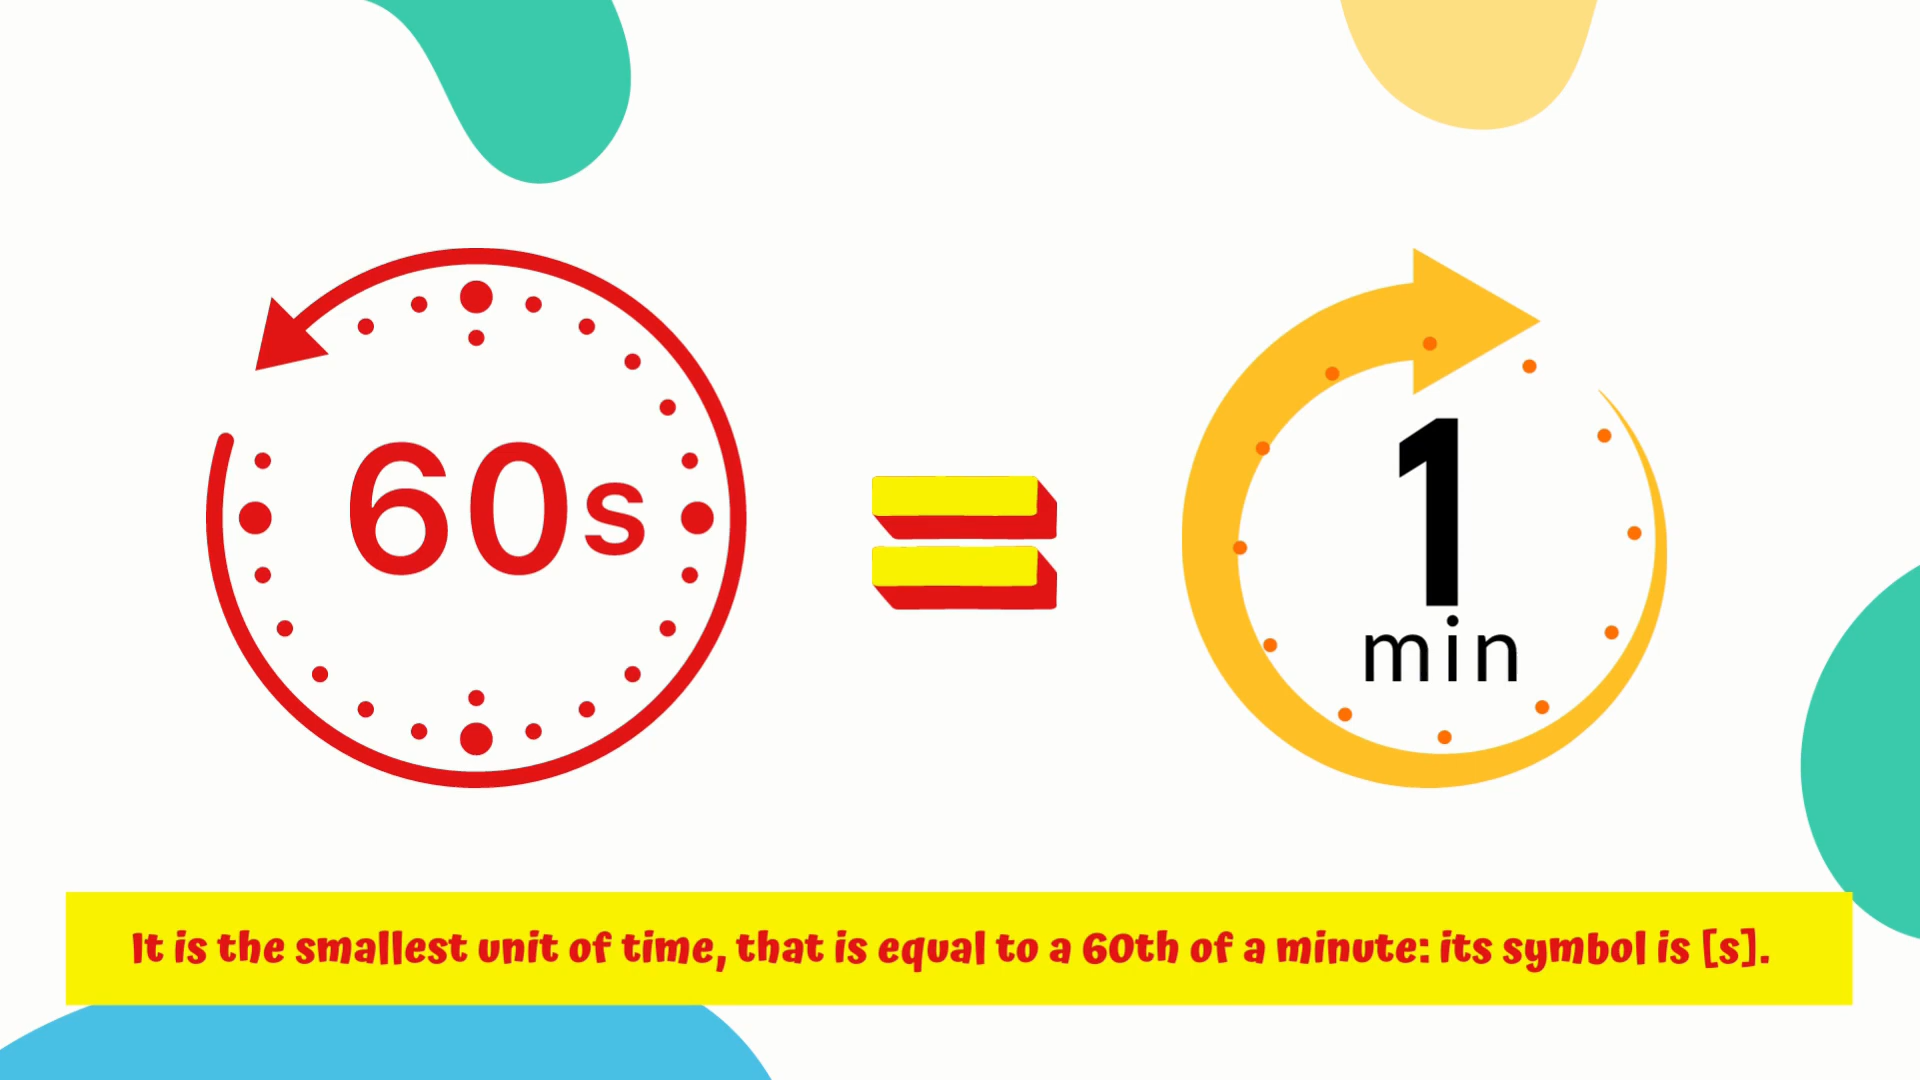 60s
=
1
min
It is the smallest unit of time, that is equal to a 60th of a minute: its symbol is [s].